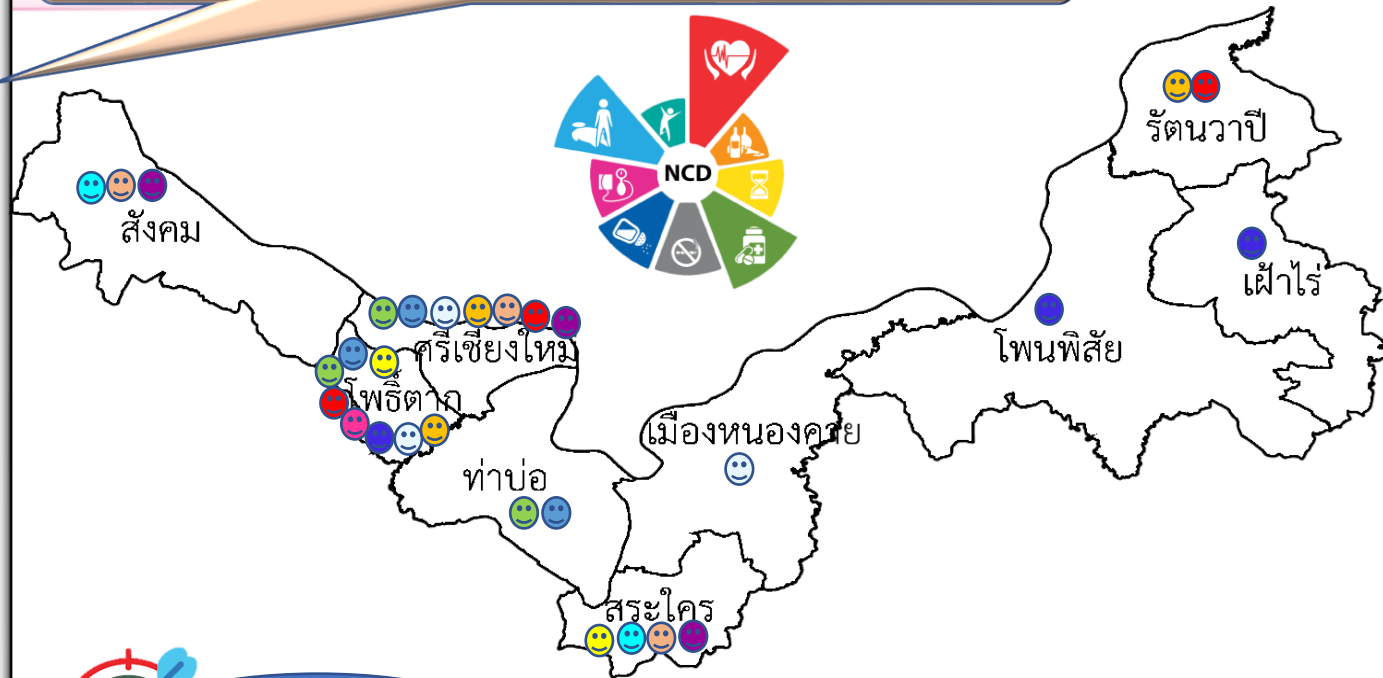 NCD
รัตนวาปี
สังคม
เฝ้าไร่
ศรีเชียงใหม่
โพนพิสัย
โพธิ์ตาก
เมืองหนองคาย
ท่าบ่อ
สระใคร